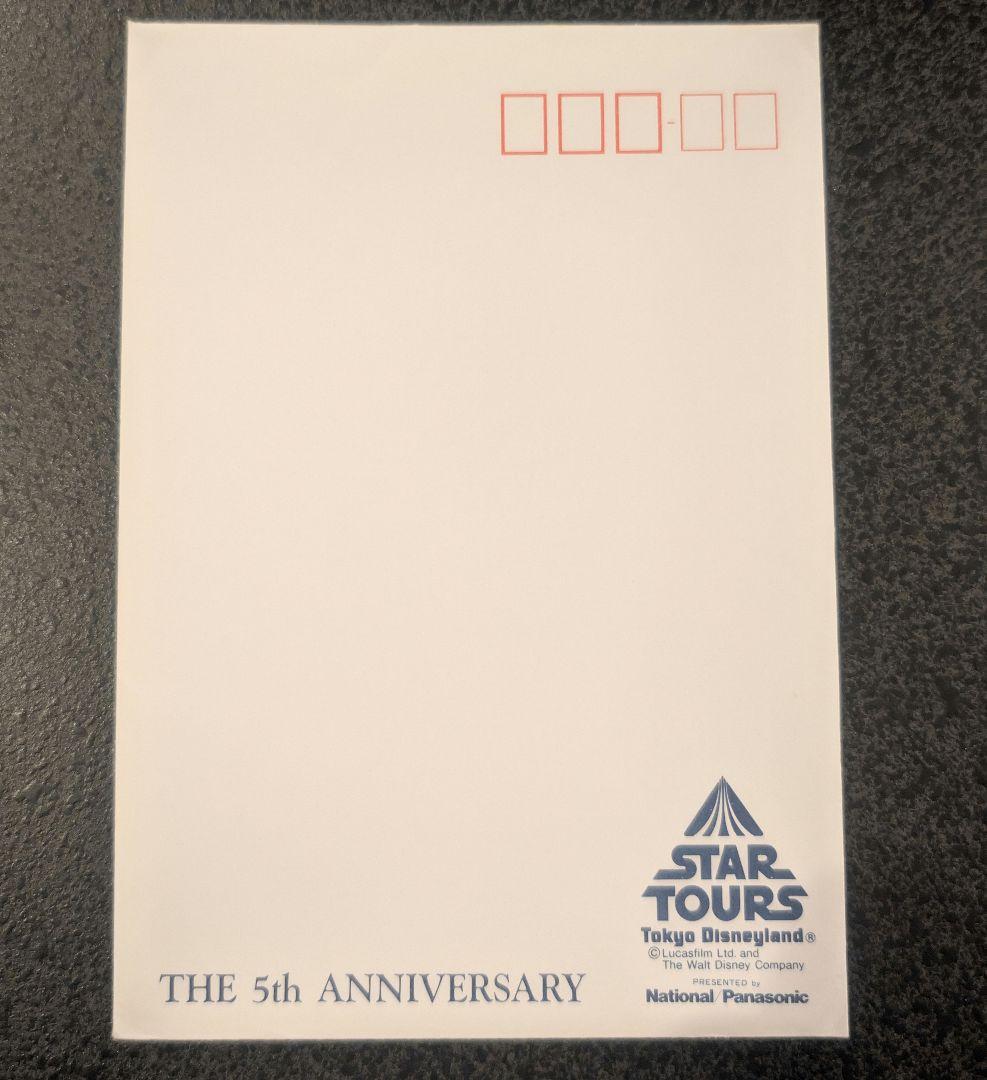 -
STAR
TOURS
Tokyo Disneyland®
©Lucasfilm Ltd. and
The Walt Disney Company
PRESENTED by
National/Panasonic
THE 5th ANNIVERSARY